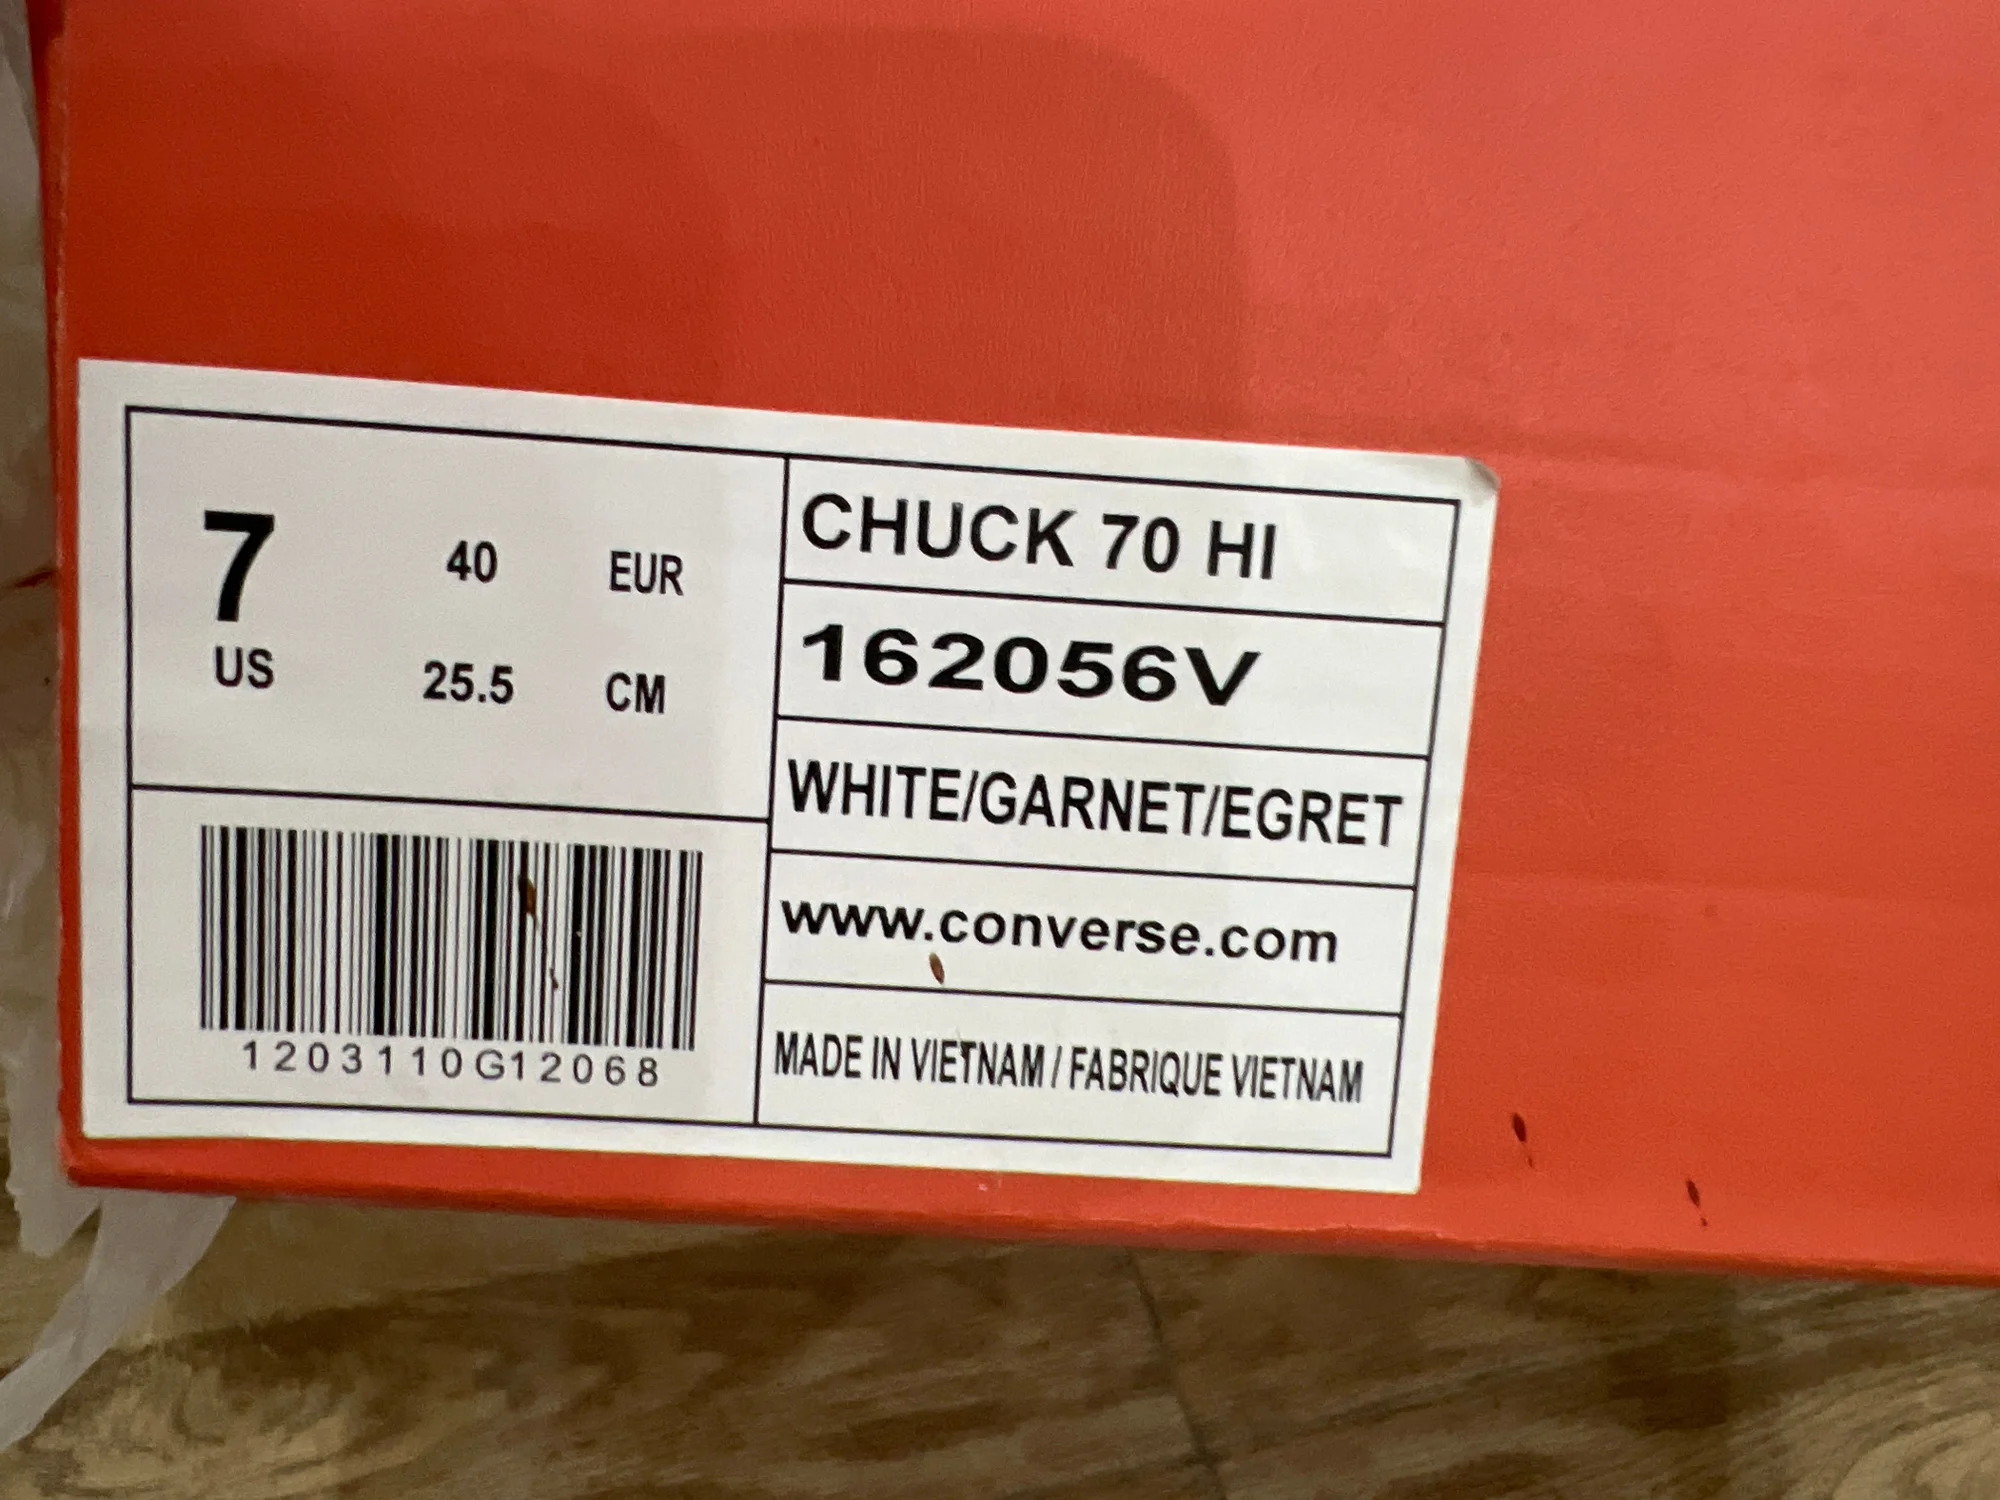 7
US
40 EUR
25.5 CM
1203110G12068
CHUCK 70 HI
162056V
WHITE/GARNET/EGRET
www.converse.com
MADE IN VIETNAM / FABRIQUE VIETNAM